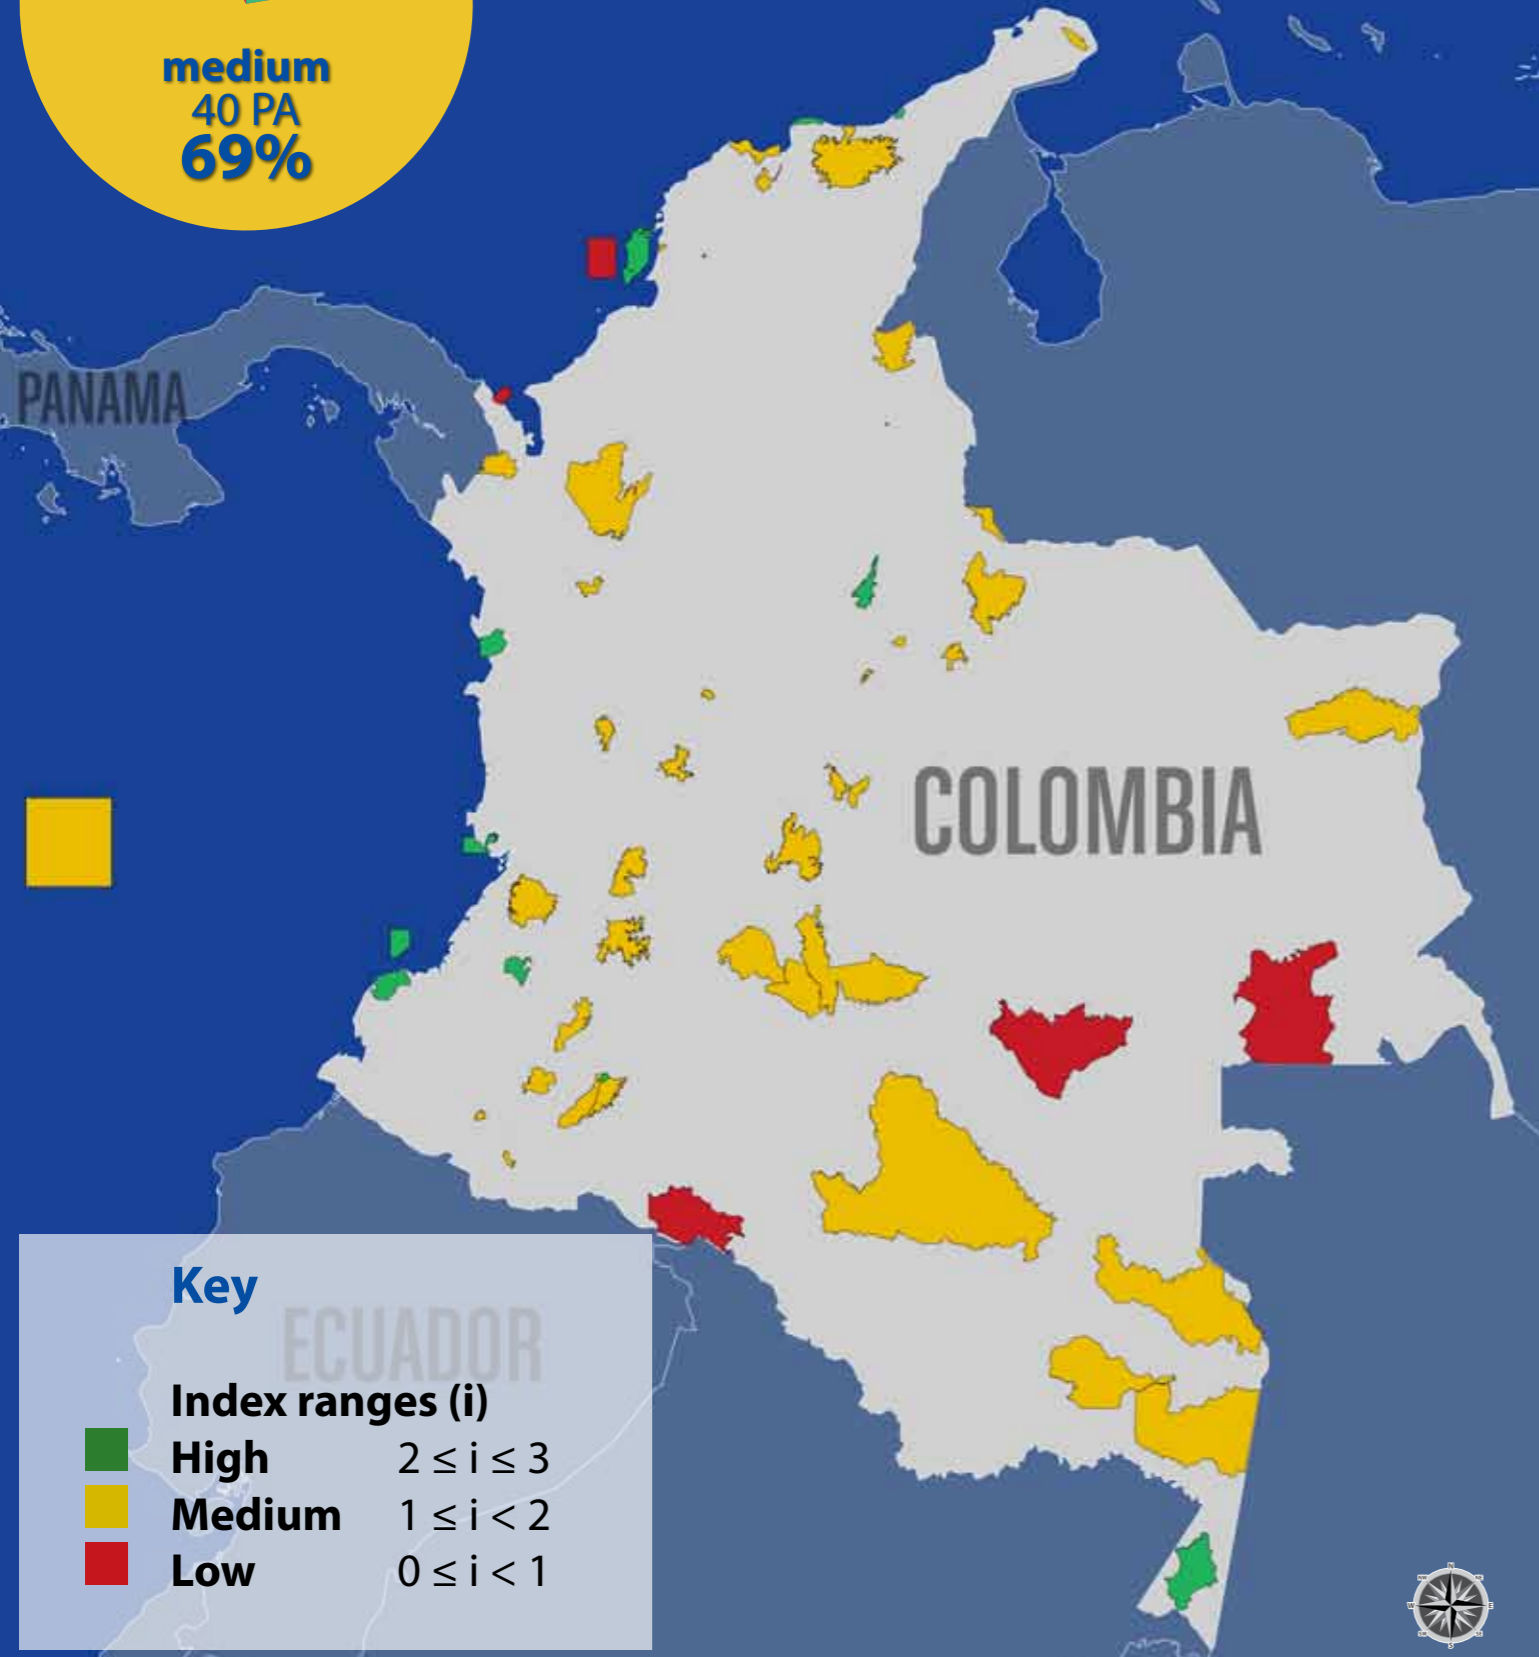 medium
40 PA
69%
PANAMA
COLOMBIA
ECUADOR
Key
Index ranges (i)
High 2 ≤ i ≤ 3
Medium 1 ≤ i < 2
Low 0 ≤ i < 1
N
E
S
W